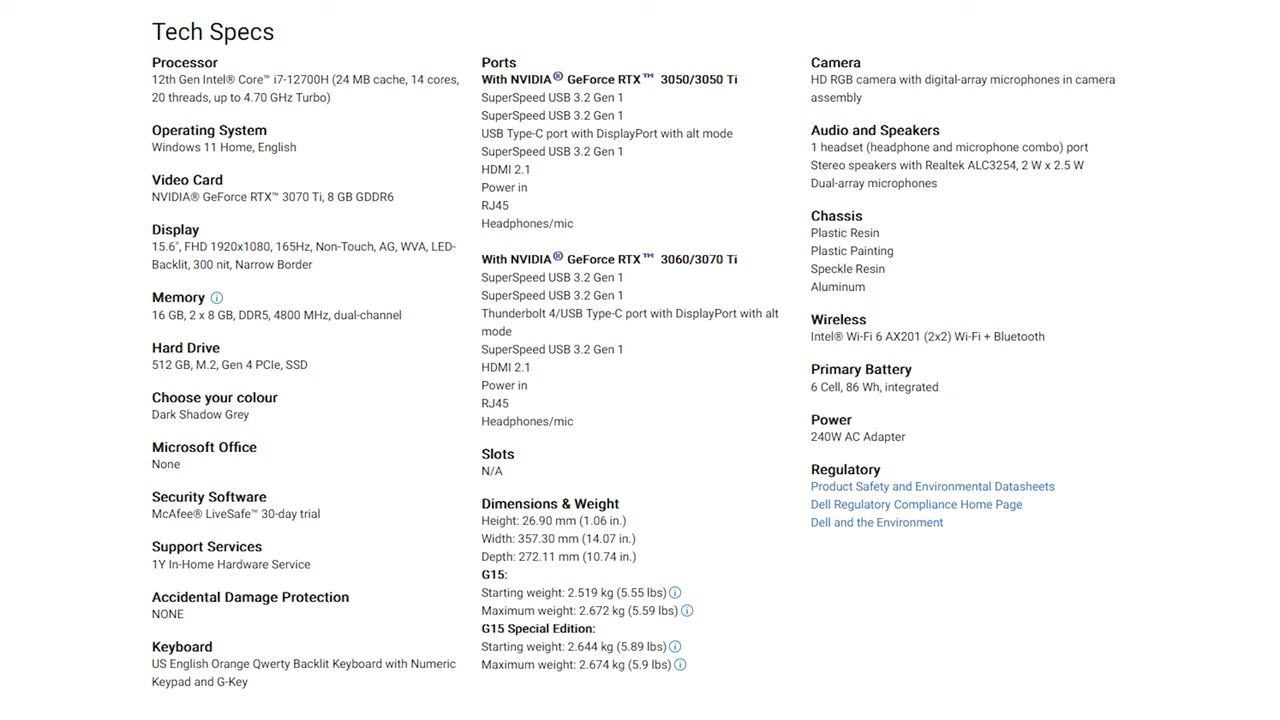 Tech Specs
Processor
12th Gen Intel® Core™ i7-12700H (24 MB cache, 14 cores,
20 threads, up to 4.70 GHz Turbo)
Operating System
Windows 11 Home, English
Video Card
NVIDIA® GeForce RTX™ 3070 Ti, 8 GB GDDR6
Display
15.6", FHD 1920x1080, 165Hz, Non-Touch, AG, WVA, LED-
Backlit, 300 nit, Narrow Border
Memory
16 GB, 2 x 8 GB, DDR5, 4800 MHz, dual-channel
Hard Drive
512 GB, M.2, Gen 4 PCIe, SSD
Choose your colour
Dark Shadow Grey
Microsoft Office
None
Security Software
McAfee® LiveSafe™ 30-day trial
Support Services
1Y In-Home Hardware Service
Accidental Damage Protection
NONE
Keyboard
US English Orange Qwerty Backlit Keyboard with Numeric
Keypad and G-Key
Ports
With NVIDIA® GeForce RTX™ 3050/3050 Ti
SuperSpeed USB 3.2 Gen 1
SuperSpeed USB 3.2 Gen 1
USB Type-C port with DisplayPort with alt mode
SuperSpeed USB 3.2 Gen 1
HDMI 2.1
Power in
RJ45
Headphones/mic
With NVIDIA® GeForce RTX™ 3060/3070 Ti
SuperSpeed USB 3.2 Gen 1
SuperSpeed USB 3.2 Gen 1
Thunderbolt 4/USB Type-C port with DisplayPort with alt
mode
SuperSpeed USB 3.2 Gen 1
HDMI 2.1
Power in
RJ45
Headphones/mic
Slots
N/A
Dimensions & Weight
Height: 26.90 mm (1.06 in.)
Width: 357.30 mm (14.07 in.)
Depth: 272.11 mm (10.74 in.)
G15:
Starting weight: 2.519 kg (5.55 lbs)
Maximum weight: 2.672 kg (5.59 lbs)
G15 Special Edition:
Starting weight: 2.644 kg (5.89 lbs)
Maximum weight: 2.674 kg (5.9 lbs)
Camera
HD RGB camera with digital-array microphones in camera
assembly
Audio and Speakers
1 headset (headphone and microphone combo) port
Stereo speakers with Realtek ALC3254, 2 W x 2.5 W
Dual-array microphones
Chassis
Plastic Resin
Plastic Painting
Speckle Resin
Aluminum
Wireless
Intel® Wi-Fi 6 AX201 (2x2) Wi-Fi + Bluetooth
Primary Battery
6 Cell, 86 Wh, integrated
Power
240W AC Adapter
Regulatory
Product Safety and Environmental Datasheets
Dell Regulatory Compliance Home Page
Dell and the Environment